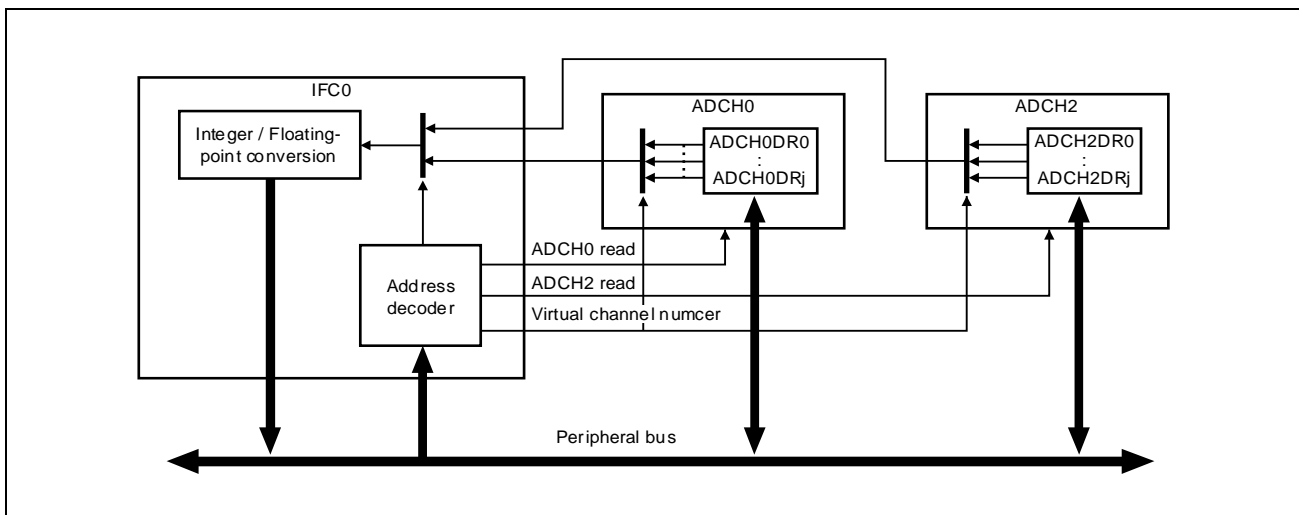 IFC0
Integer / Floating-
point conversion
ADCH0
ADCH0DR0
:
ADCH0DRj
ADCH2
ADCH2DR0
:
ADCH2DRj
Address
decoder
ADCH0 read
ADCH2 read
Virtual channel numcer
Peripheral bus